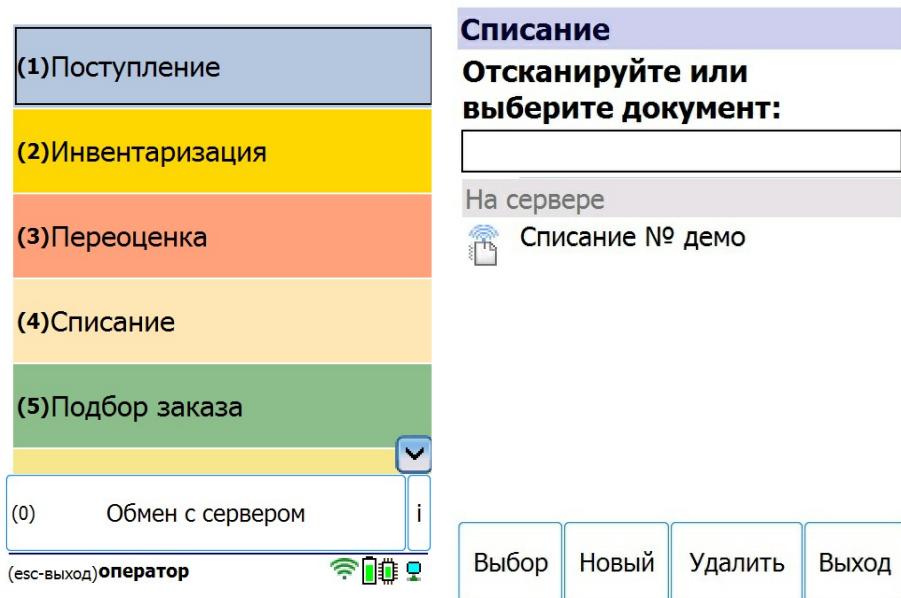 (1)Поступление
(2)Инвентаризация
(3)Переоценка
(4)Списание
(5)Подбор заказа
(0) Обмен с сервером i
(esc-выход)оператор
Списание
Отсканируйте или
выберите документ:
На сервере
Списание № демо
Выбор Новый Удалить Выход